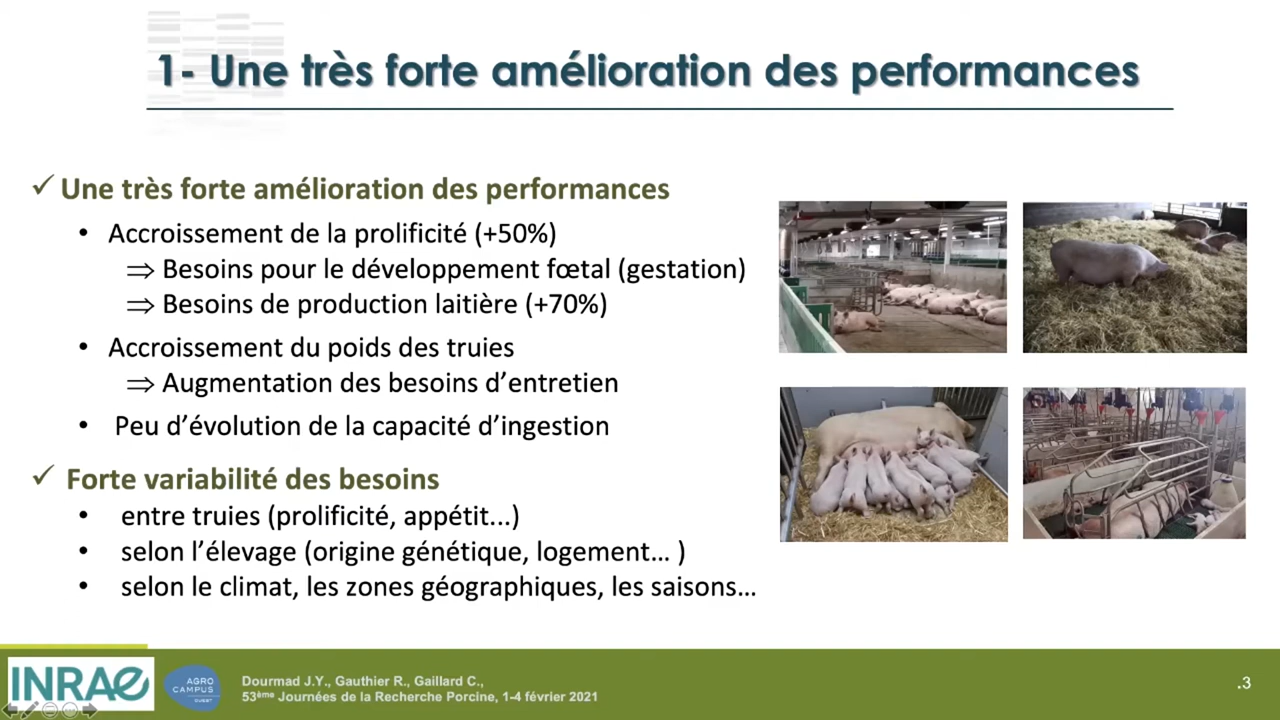 1- Une très forte amélioration des performances
✓ Une très forte amélioration des performances
• Accroissement de la prolificité (+50%)
⇒ Besoins pour le développement fœtal (gestation)
⇒ Besoins de production laitière (+70%)
• Accroissement du poids des truies
⇒ Augmentation des besoins d’entretien
• Peu d’évolution de la capacité d’ingestion
✓ Forte variabilité des besoins
• entre truies (prolificité, appétit...)
• selon l’élevage (origine génétique, logement… )
• selon le climat, les zones géographiques, les saisons…
INRAE
AGRO
CAMPUS
OUEST
Dourmad J.Y., Gauthier R., Gaillard C.,
53ème Journées de la Recherche Porcine, 1-4 février 2021
.3